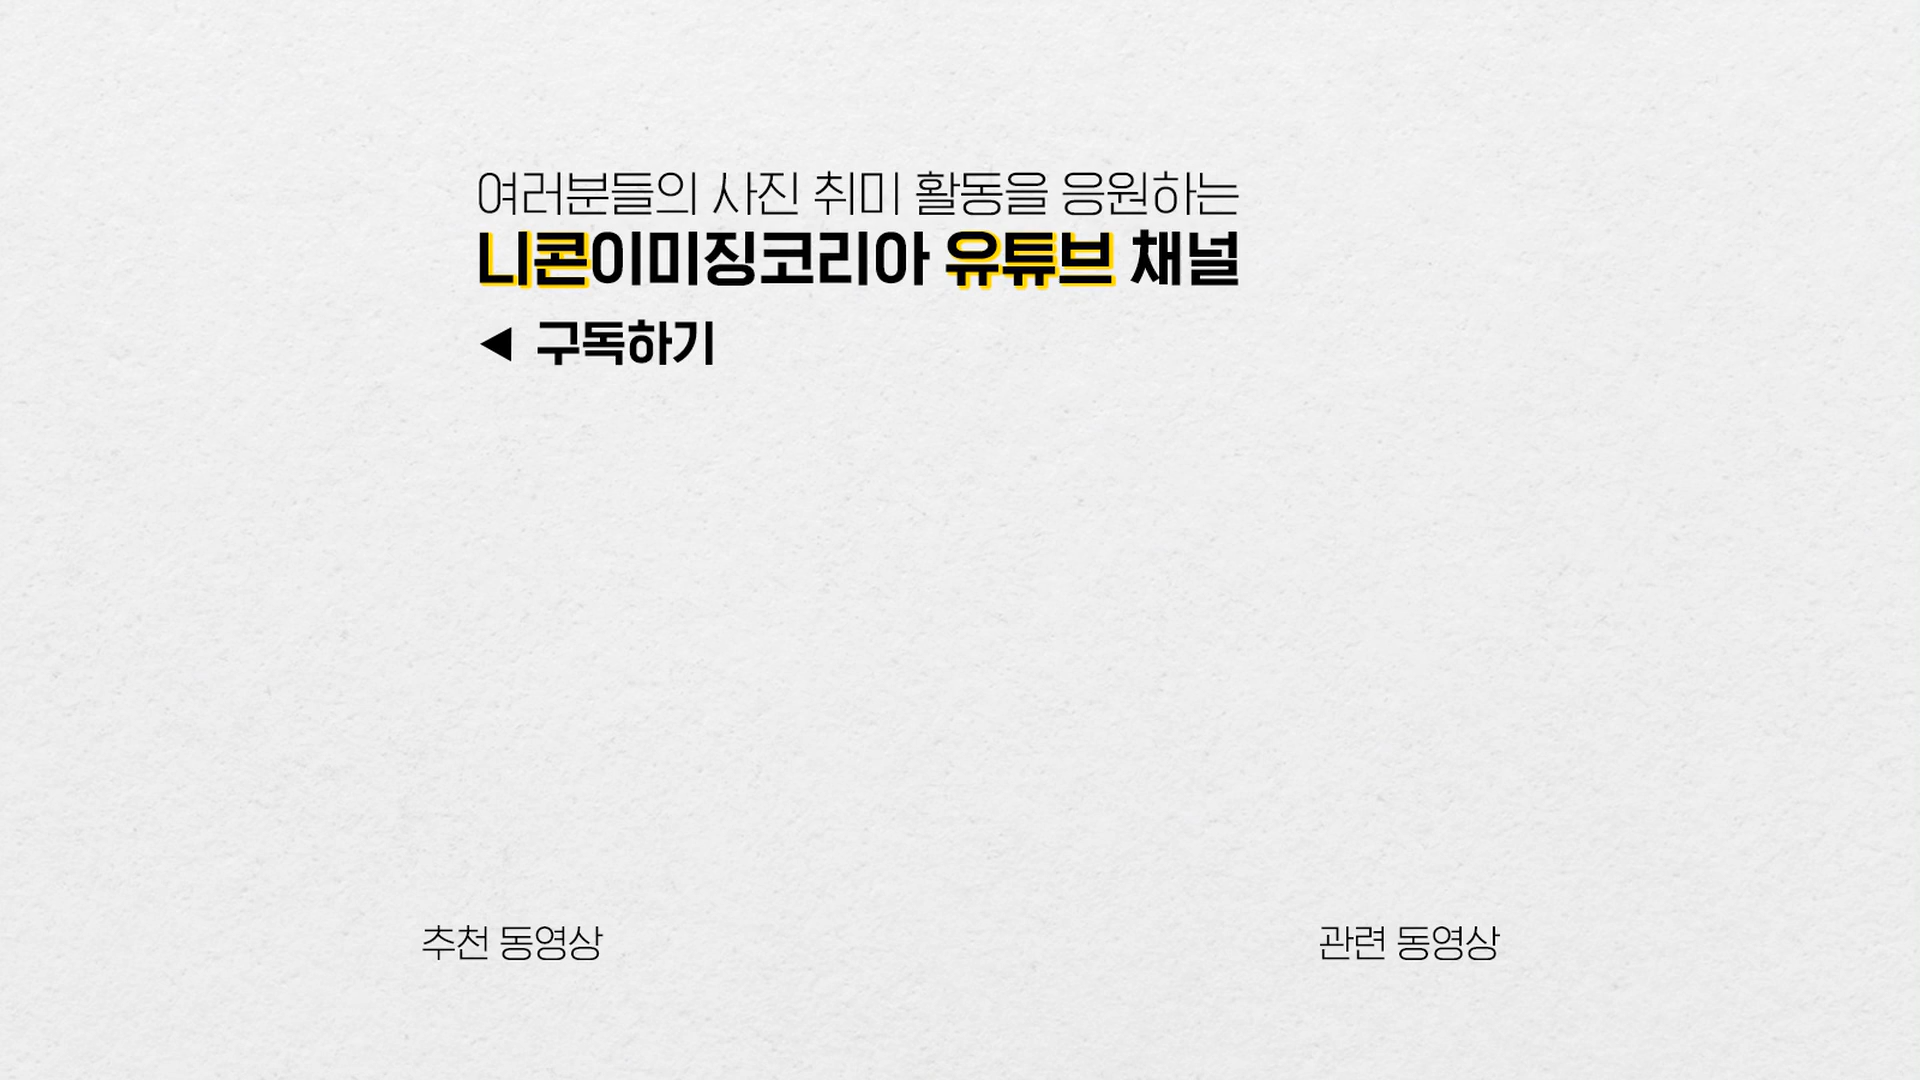 여러분들의 사진 취미 활동을 응원하는
니콘이미징코리아 유튜브 채널
◀ 구독하기
추천 동영상
관련 동영상